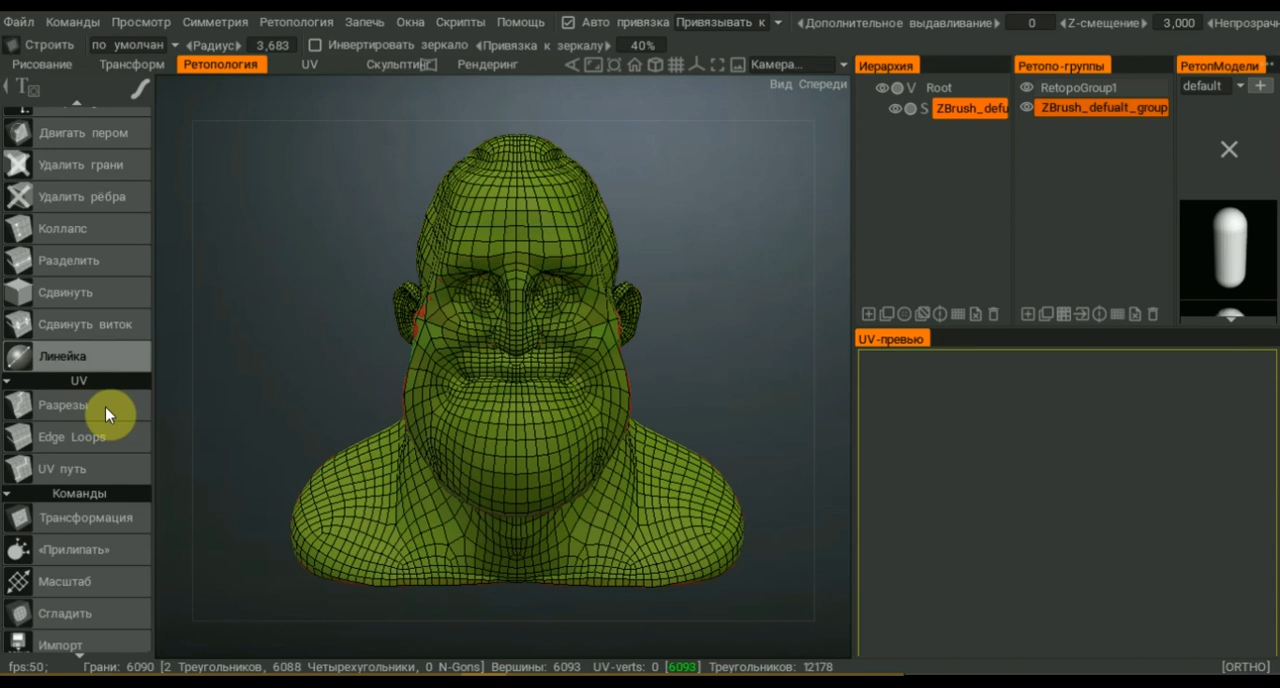 Файл Команды Просмотр Симметрия Ретопология Запечь Окна Скрипты Помощь Авто привязка Привязывать к Дополнительное выдавливание 0 Z-смещение 3,000 Непрозрачн
Строить по умолчан Радиус 3,683 Инвертировать зеркало Привязка к зеркалу 40%
Рисование Трансформ Ретопология UV Скульпти Рендеринг Камера... Иерархия Ретопо-группы РетопМодели
Вид Спереди
V Root RetopoGroup1 default
S ZBrush_defu ZBrush_defualt_group
Двигать пером
Удалить грани
Удалить рёбра
Коллапс
Разделить
Сдвинуть
Сдвинуть виток
Линейка
UV-превью
UV
Разрезы
Edge Loops
UV путь
Команды
Трансформация
«Прилипать»
Масштаб
Сгладить
Импорт
fps:50; Грани: 6090 [2 Треугольников, 6088 Четырехугольники, 0 N-Gons] Вершины: 6093 UV-verts: 0 [6093] Треугольников: 12178 [ORTHO]